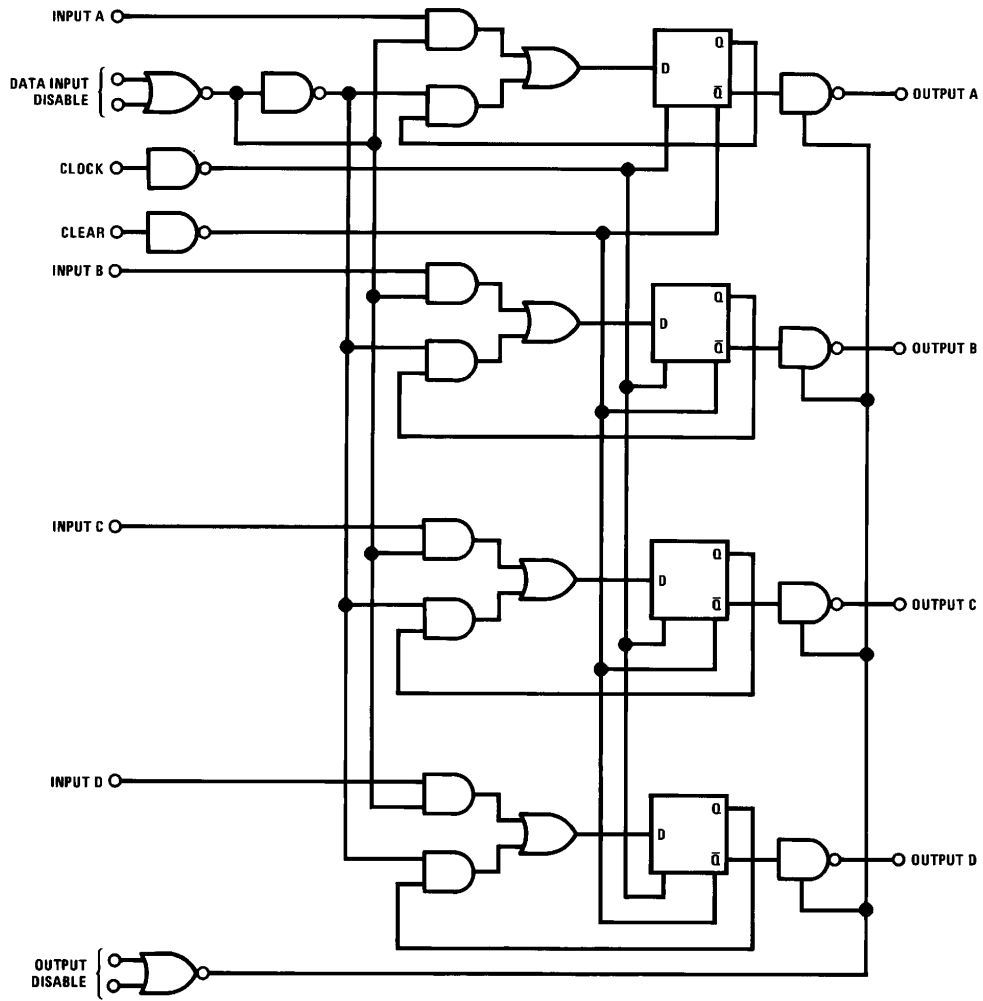 INPUT A
Q
DATA INPUT
DISABLE
D
Q̅
OUTPUT A
CLOCK
CLEAR
INPUT B
Q
D
Q̅
OUTPUT B
INPUT C
Q
D
Q̅
OUTPUT C
INPUT D
Q
D
Q̅
OUTPUT D
OUTPUT
DISABLE